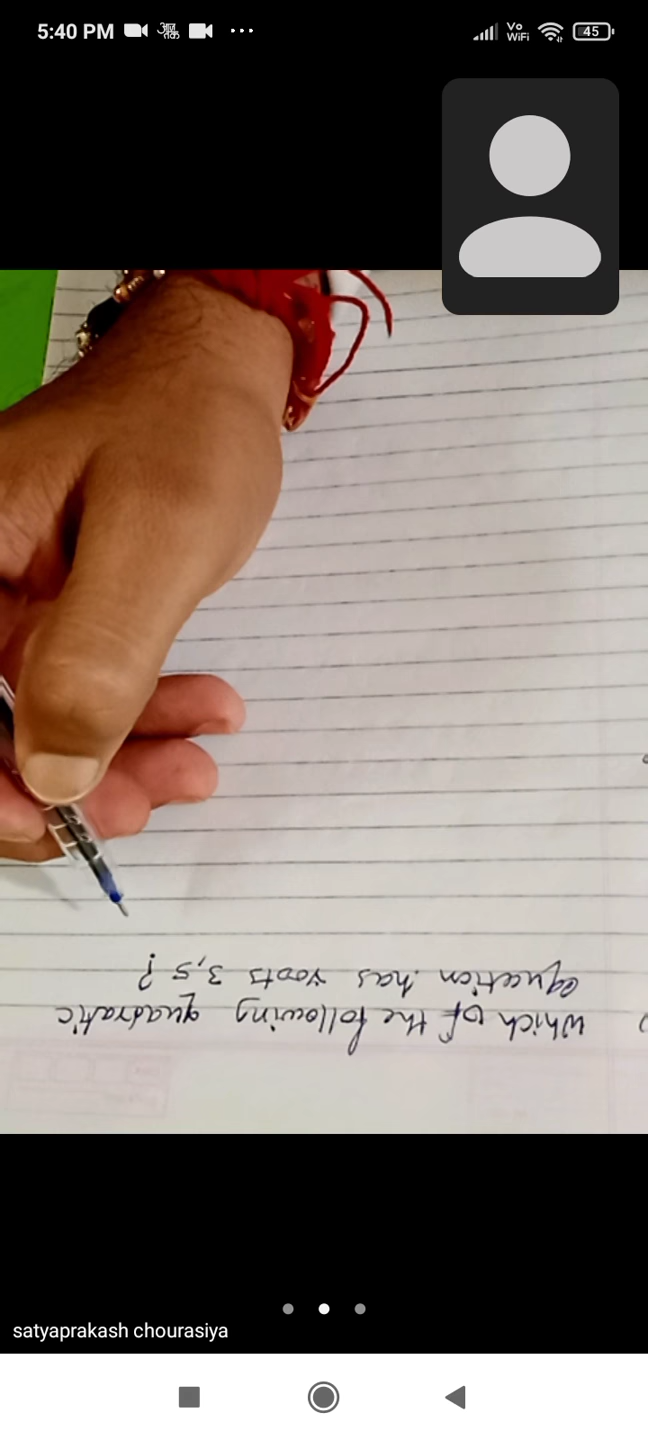 5:40 PM
Vo
WiFi
45
) Which of the following quadratic
equation has roots 3,5?
satyaprakash chourasiya